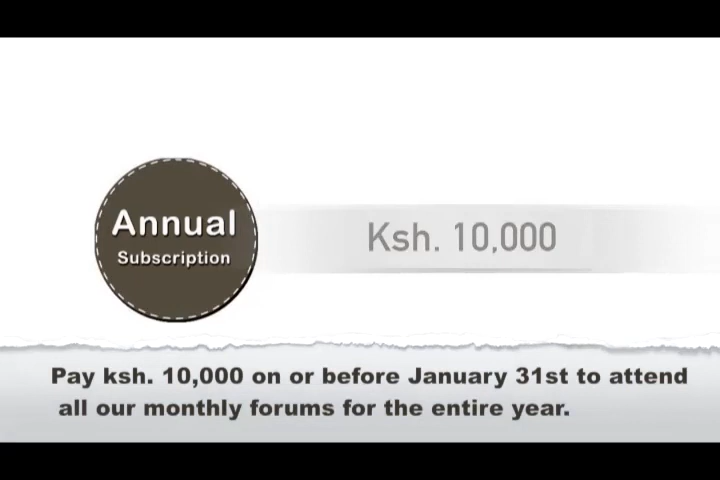 Annual
Subscription
Ksh. 10,000
Pay ksh. 10,000 on or before January 31st to attend
all our monthly forums for the entire year.